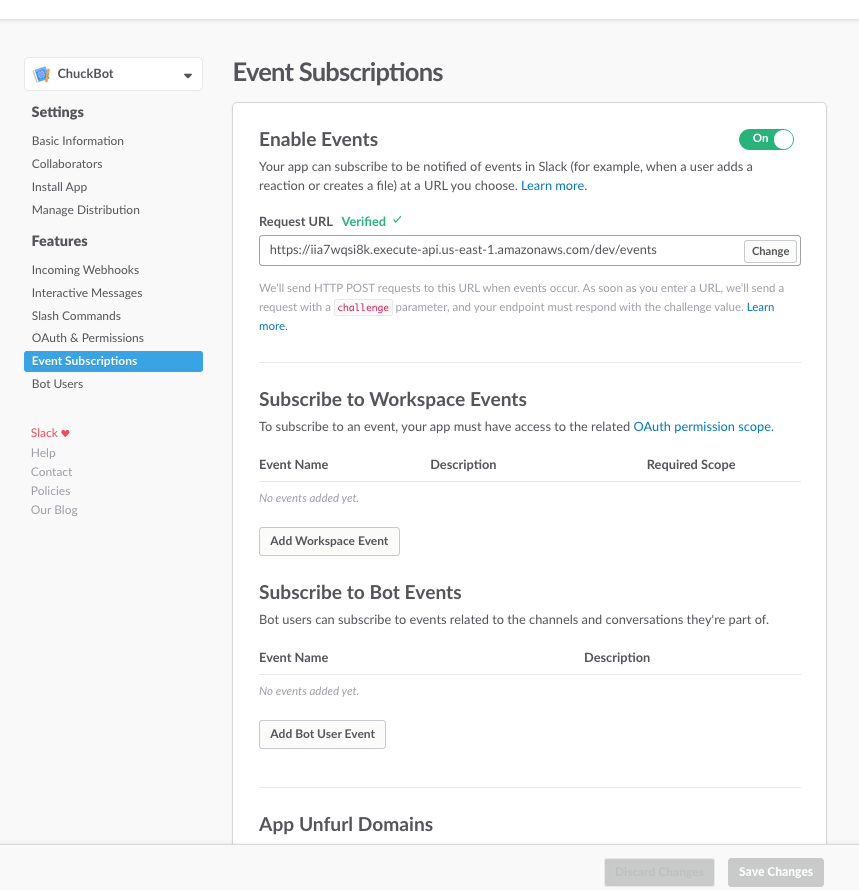 ChuckBot
Settings
Basic Information
Collaborators
Install App
Manage Distribution
Features
Incoming Webhooks
Interactive Messages
Slash Commands
OAuth & Permissions
Event Subscriptions
Bot Users
Slack ♥
Help
Contact
Policies
Our Blog
Event Subscriptions
Enable Events
On
Your app can subscribe to be notified of events in Slack (for example, when a user adds a
reaction or creates a file) at a URL you choose. Learn more.
Request URL Verified ✓
https://iia7wqsi8k.execute-api.us-east-1.amazonaws.com/dev/events
Change
We'll send HTTP POST requests to this URL when events occur. As soon as you enter a URL, we'll send a
request with a challenge parameter, and your endpoint must respond with the challenge value. Learn
more.
Subscribe to Workspace Events
To subscribe to an event, your app must have access to the related OAuth permission scope.
Event Name Description Required Scope
No events added yet.
Add Workspace Event
Subscribe to Bot Events
Bot users can subscribe to events related to the channels and conversations they're part of.
Event Name Description
No events added yet.
Add Bot User Event
App Unfurl Domains
Discard Changes Save Changes